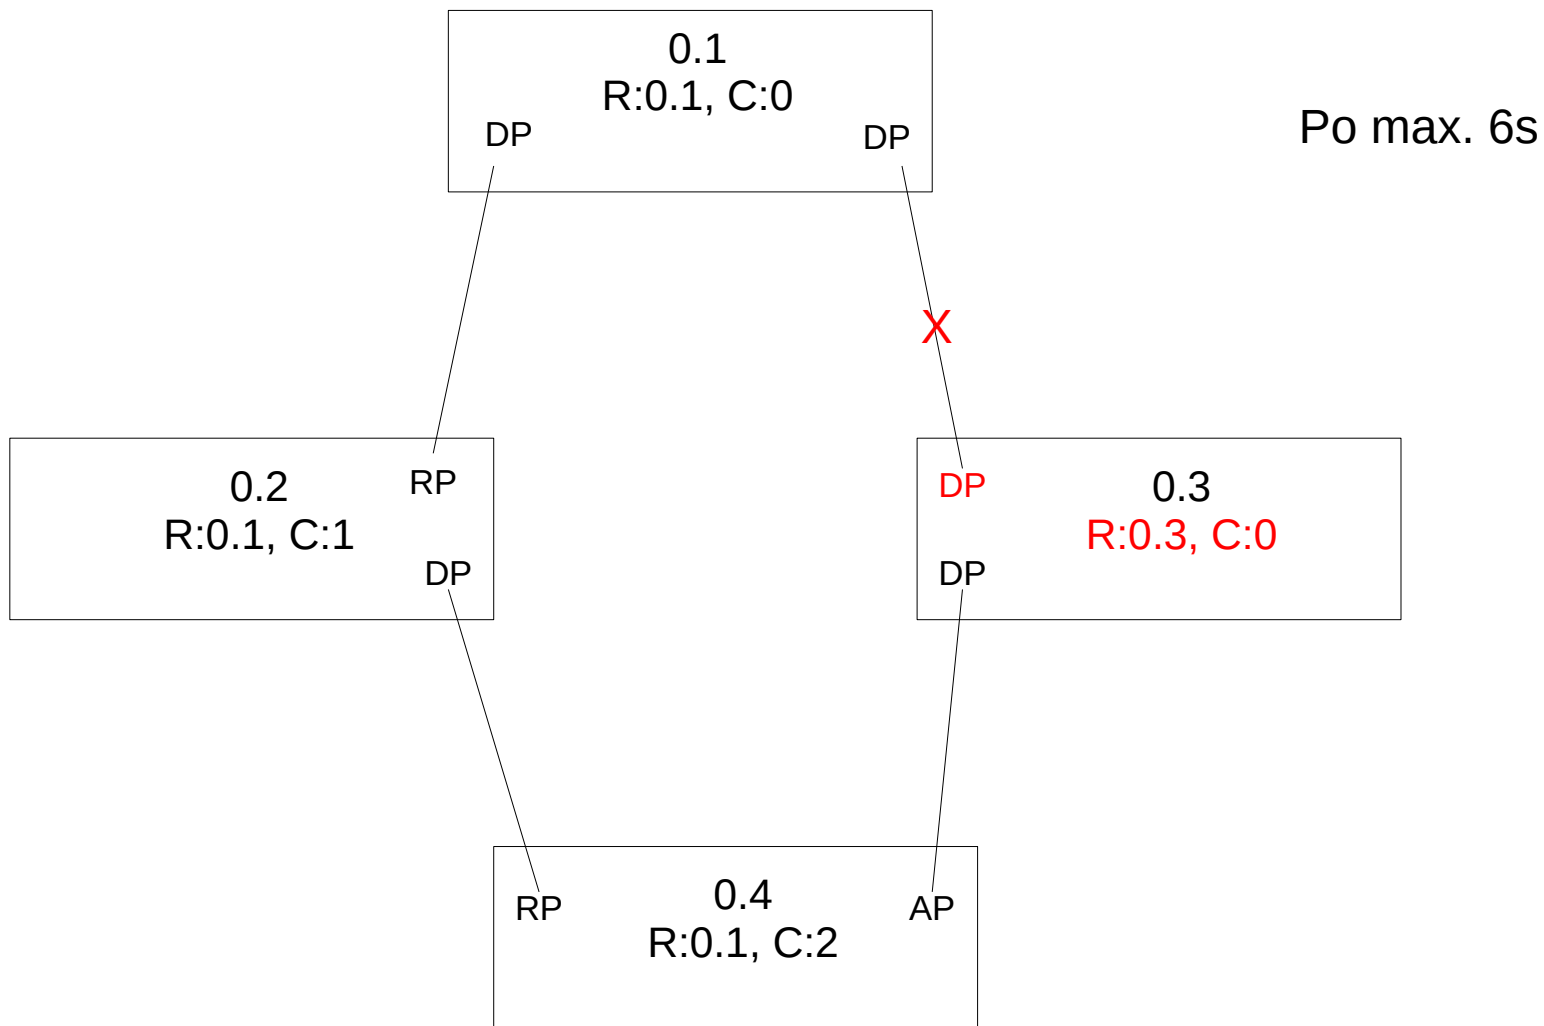 0.1
R:0.1, C:0
DP
DP
Po max. 6s
X
0.2
R:0.1, C:1
RP
DP
DP
0.3
R:0.3, C:0
DP
RP
0.4
R:0.1, C:2
AP